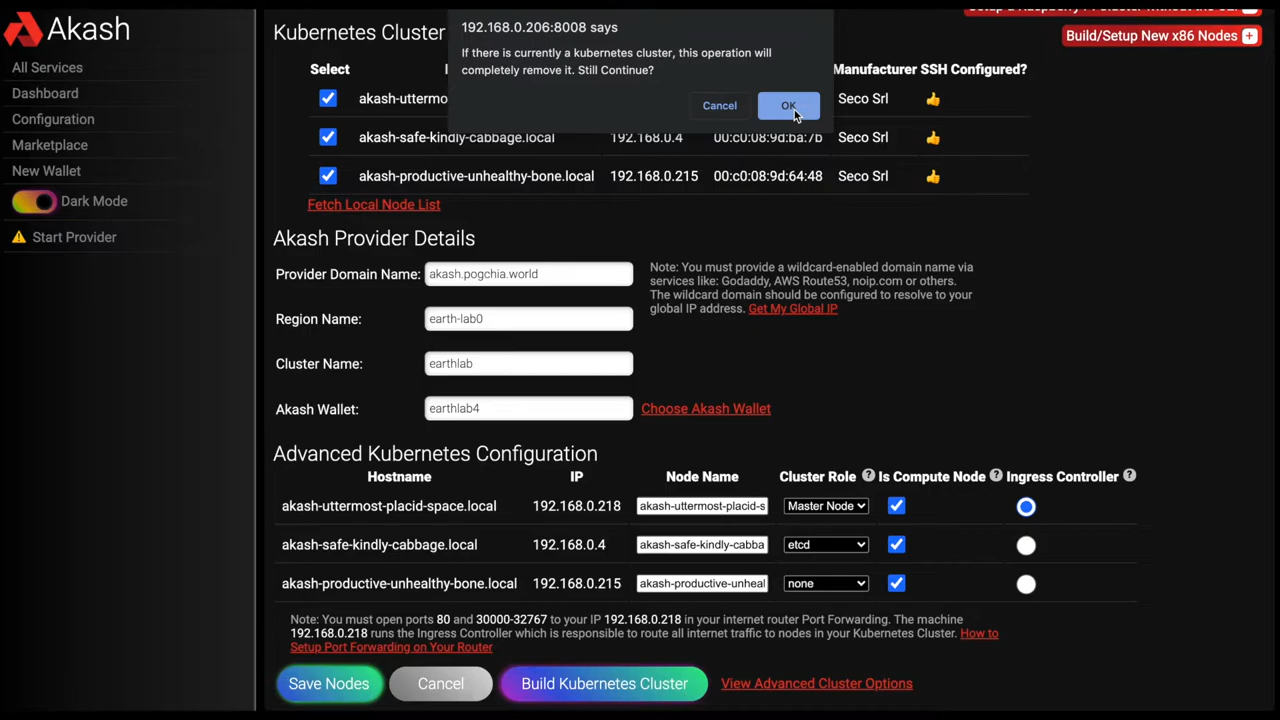 Akash
All Services
Dashboard
Configuration
Marketplace
New Wallet
Dark Mode
Start Provider
192.168.0.206:8008 says
If there is currently a kubernetes cluster, this operation will
completely remove it. Still Continue?
Cancel
OK
Build/Setup New x86 Nodes
Kubernetes Cluster
Select
Manufacturer SSH Configured?
akash-uttermo
Seco Srl
akash-safe-kindly-cabbage.local 192.168.0.4 00:c0:08:9d:ba:7b Seco Srl
akash-productive-unhealthy-bone.local 192.168.0.215 00:c0:08:9d:64:48 Seco Srl
Fetch Local Node List
Akash Provider Details
Provider Domain Name: akash.pogchia.world
Note: You must provide a wildcard-enabled domain name via
services like: Godaddy, AWS Route53, noip.com or others.
The wildcard domain should be configured to resolve to your
global IP address. Get My Global IP
Region Name: earth-lab0
Cluster Name: earthlab
Akash Wallet: earthlab4 Choose Akash Wallet
Advanced Kubernetes Configuration
Hostname IP Node Name Cluster Role ? Is Compute Node ? Ingress Controller ?
akash-uttermost-placid-space.local 192.168.0.218 akash-uttermost-placid-s Master Node
akash-safe-kindly-cabbage.local 192.168.0.4 akash-safe-kindly-cabba etcd
akash-productive-unhealthy-bone.local 192.168.0.215 akash-productive-unheal none
Note: You must open ports 80 and 30000-32767 to your IP 192.168.0.218 in your internet router Port Forwarding. The machine
192.168.0.218 runs the Ingress Controller which is responsible to route all internet traffic to nodes in your Kubernetes Cluster. How to
Setup Port Forwarding on Your Router
Save Nodes
Cancel
Build Kubernetes Cluster
View Advanced Cluster Options